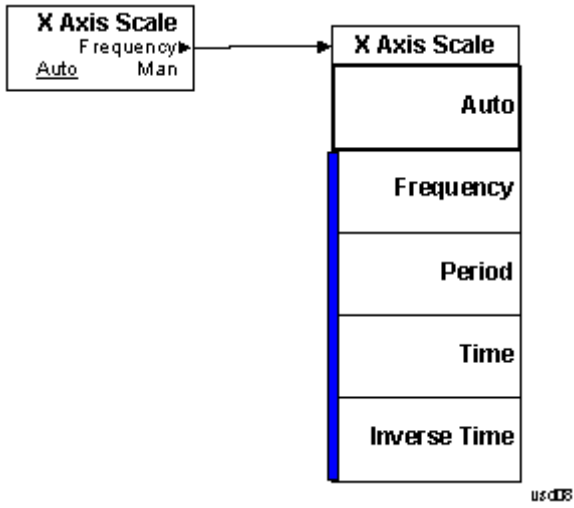 X Axis Scale
Frequency
Auto Man
X Axis Scale
Auto
Frequency
Period
Time
Inverse Time
usd08